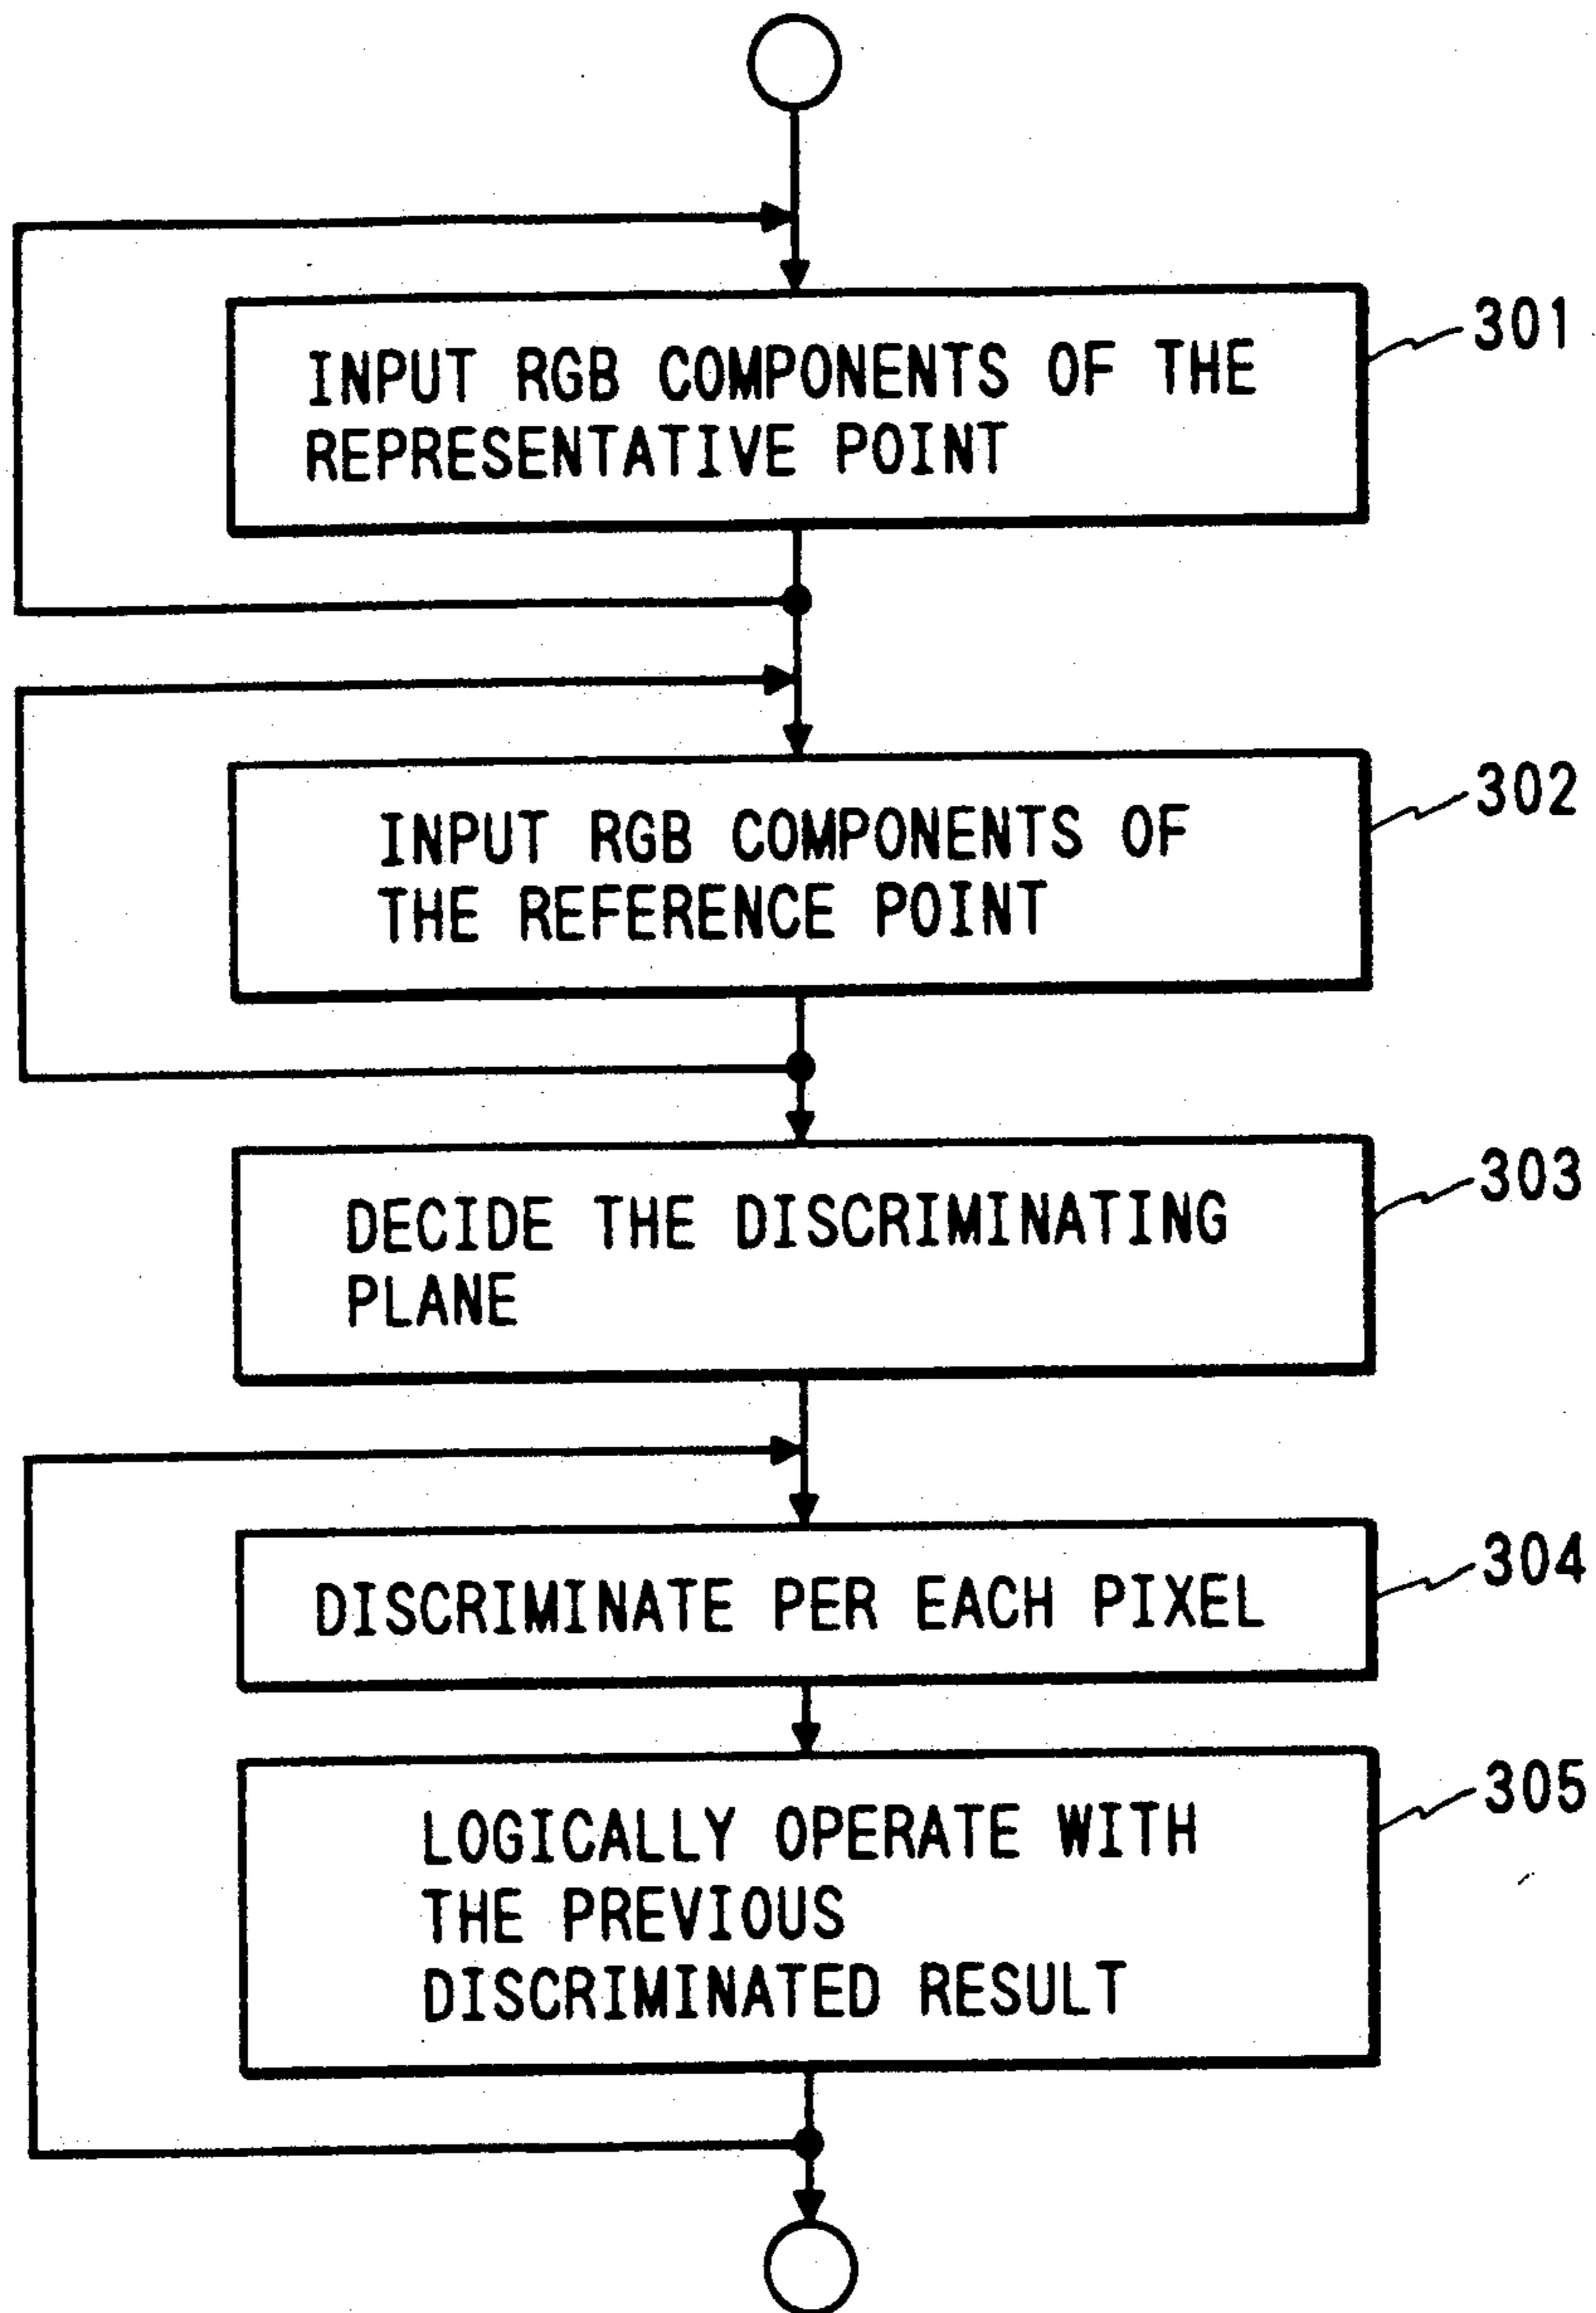 INPUT RGB COMPONENTS OF THE
REPRESENTATIVE POINT
301
INPUT RGB COMPONENTS OF
THE REFERENCE POINT
302
DECIDE THE DISCRIMINATING
PLANE
303
DISCRIMINATE PER EACH PIXEL
304
LOGICALLY OPERATE WITH
THE PREVIOUS
DISCRIMINATED RESULT
305